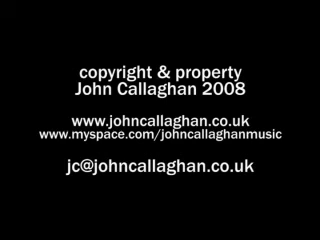 copyright & property
John Callaghan 2008
www.johncallaghan.co.uk
www.myspace.com/johncallaghanmusic
jc@johncallaghan.co.uk